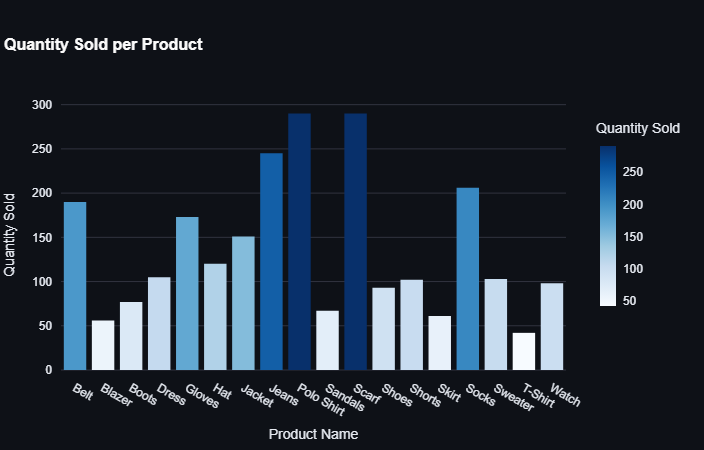 Quantity Sold per Product
Quantity Sold
300
250
200
150
100
50
0
Quantity Sold
250
200
150
100
50
Belt
Blazer
Boots
Dress
Gloves
Hat
Jacket
Jeans
Polo Shirt
Sandals
Scarf
Shoes
Shorts
Skirt
Socks
Sweater
T-Shirt
Watch
Product Name